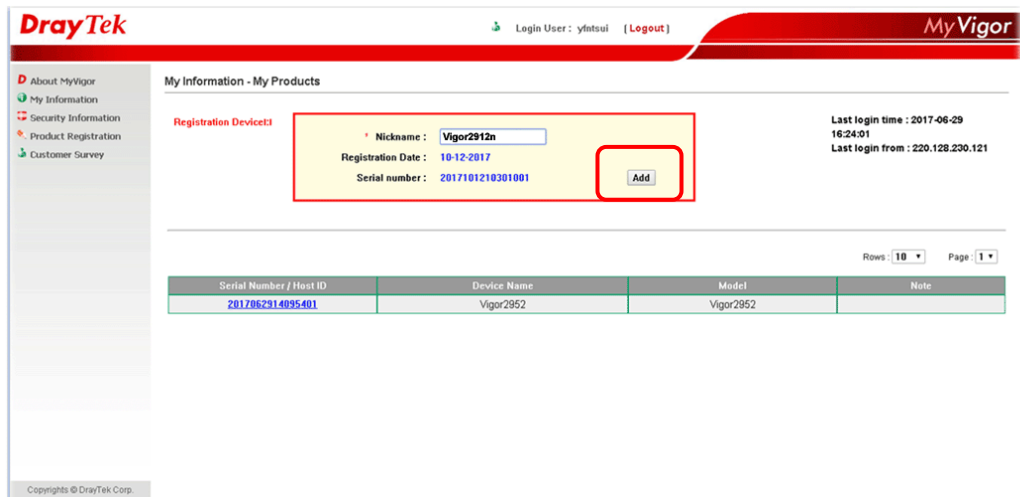 DrayTek
Login User : yfntsui [ Logout ]
MyVigor
D About MyVigor
My Information
Security Information
Product Registration
Customer Survey
My Information - My Products
* Nickname : Vigor2912n
Registration Date : 10-12-2017
Serial number : 2017101210301001
Add
Last login time : 2017-06-29
16:24:01
Last login from : 220.128.230.121
Rows : 10 Page : 1
Serial Number / Host ID Device Name Model Note
2017062914095401 Vigor2952 Vigor2952
Copyrights © DrayTek Corp.